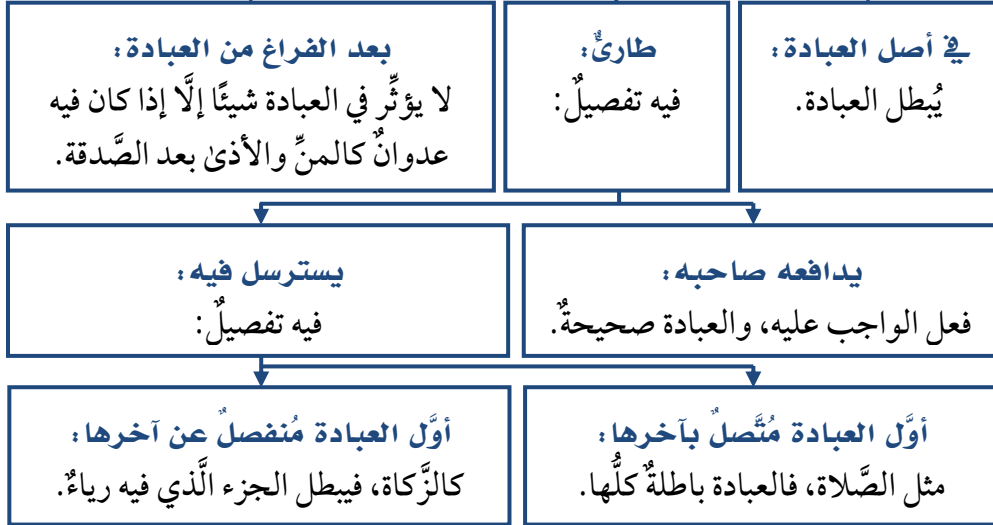 في أصل العبادة:
يُبطل العبادة.
طارئٌ:
فيه تفصيلٌ:
بعد الفراغ من العبادة:
لا يؤثِّر في العبادة شيئًا إلَّا إذا كان فيه
عدوانٌ كالمنِّ والأذىٰ بعد الصَّدقة.
يدافعه صاحبه:
فعل الواجب عليه، والعبادة صحيحةٌ.
يسترسل فيه:
فيه تفصيلٌ:
أوَّل العبادة مُتَّصلٌ بآخرها:
مثل الصَّلاة، فالعبادة باطلةٌ كلُّها.
أوَّل العبادة مُنفصلٌ عن آخرها:
كالزَّكاة، فيبطل الجزء الَّذي فيه رياءٌ.